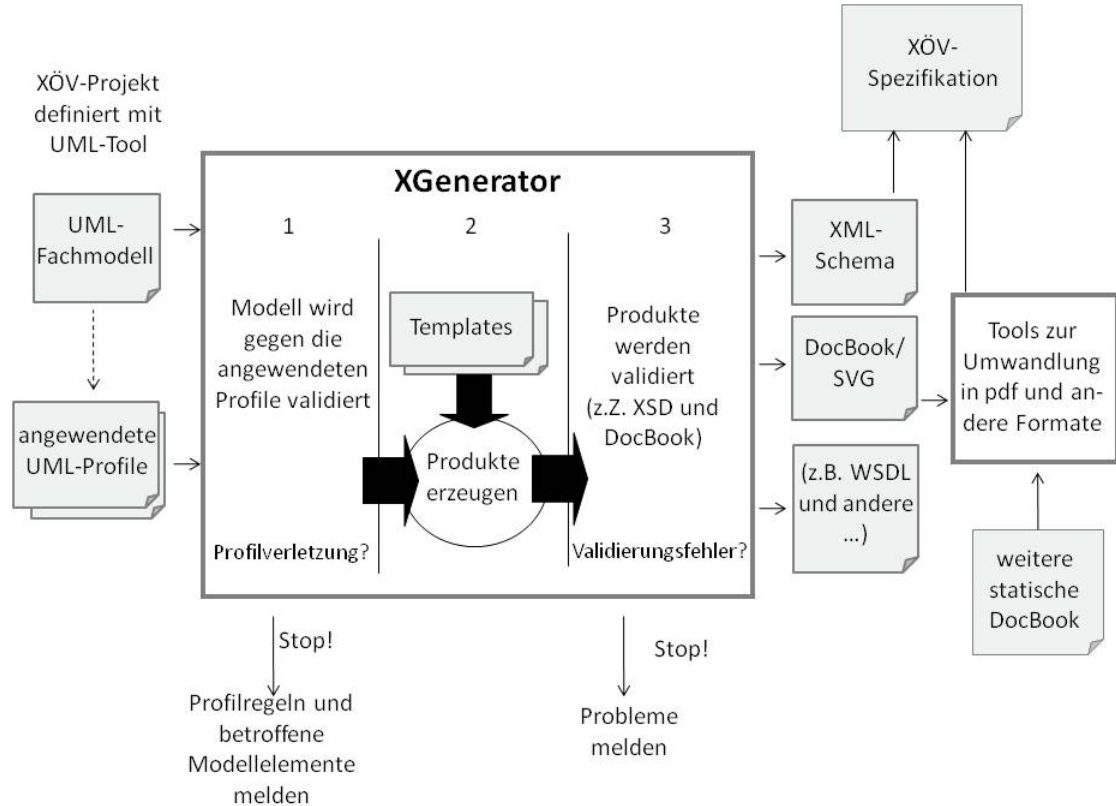 XÖV-Projekt
definiert mit
UML-Tool
UML-
Fachmodell
angewendete
UML-Profile
XGenerator
1
Modell wird
gegen die
angewendeten
Profile validiert
Profilverletzung?
2
Templates
Produkte
erzeugen
3
Produkte
werden
validiert
(z.Z. XSD und
DocBook)
Validierungsfehler?
Stop!
Profilregeln und
betroffene
Modellelemente
melden
Stop!
Probleme
melden
XML-
Schema
DocBook/
SVG
(z.B. WSDL
und andere
...)
XÖV-
Spezifikation
Tools zur
Umwandlung
in pdf und an-
dere Formate
weitere
statische
DocBook